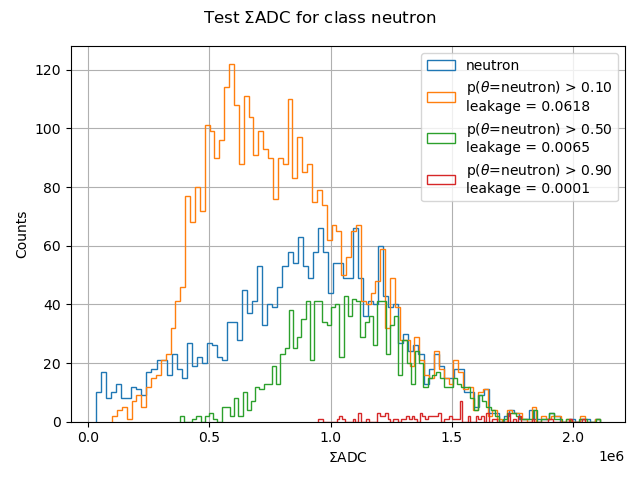 Test ΣADC for class neutron
neutron
p(θ=neutron) > 0.10
leakage = 0.0618
p(θ=neutron) > 0.50
leakage = 0.0065
p(θ=neutron) > 0.90
leakage = 0.0001
Counts
120
100
80
60
40
20
0
0.0 0.5 1.0 1.5 2.0
1e6
ΣADC